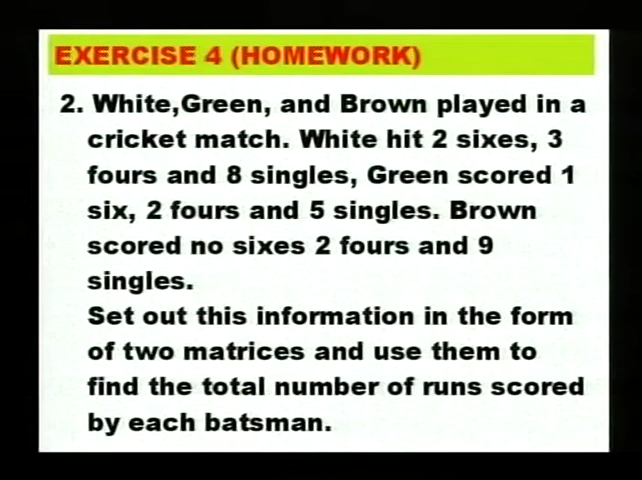 EXERCISE 4 (HOMEWORK)
2. White,Green, and Brown played in a
cricket match. White hit 2 sixes, 3
fours and 8 singles, Green scored 1
six, 2 fours and 5 singles. Brown
scored no sixes 2 fours and 9
singles.
Set out this information in the form
of two matrices and use them to
find the total number of runs scored
by each batsman.